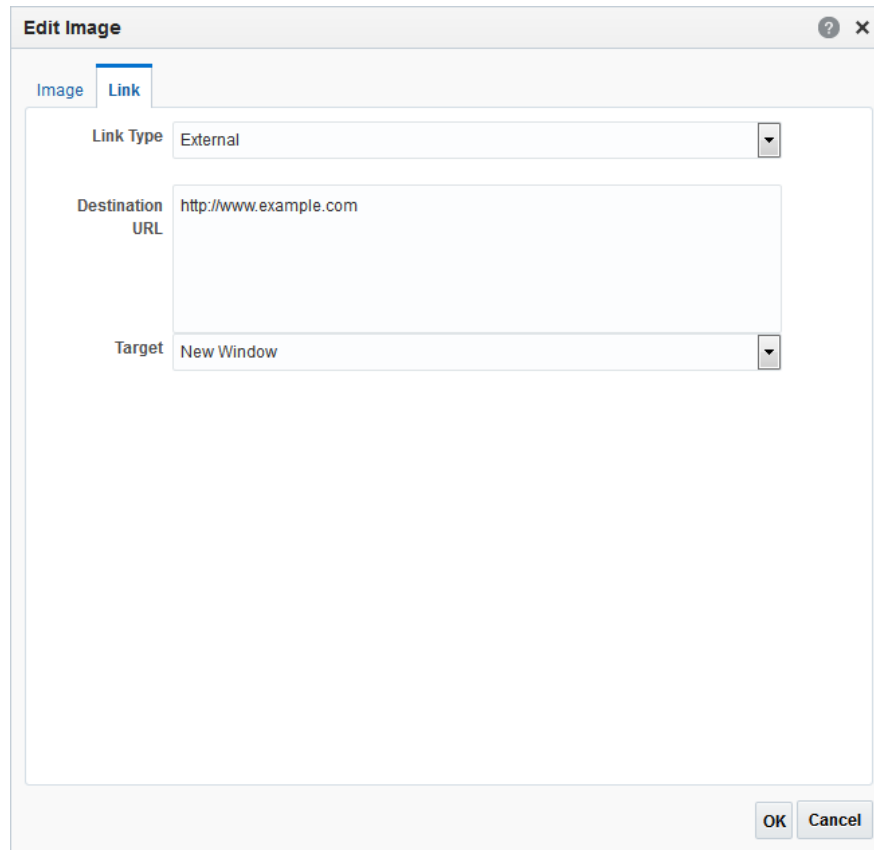 Edit Image
?
Image Link
Link Type External
Destination URL http://www.example.com
Target New Window
OK Cancel